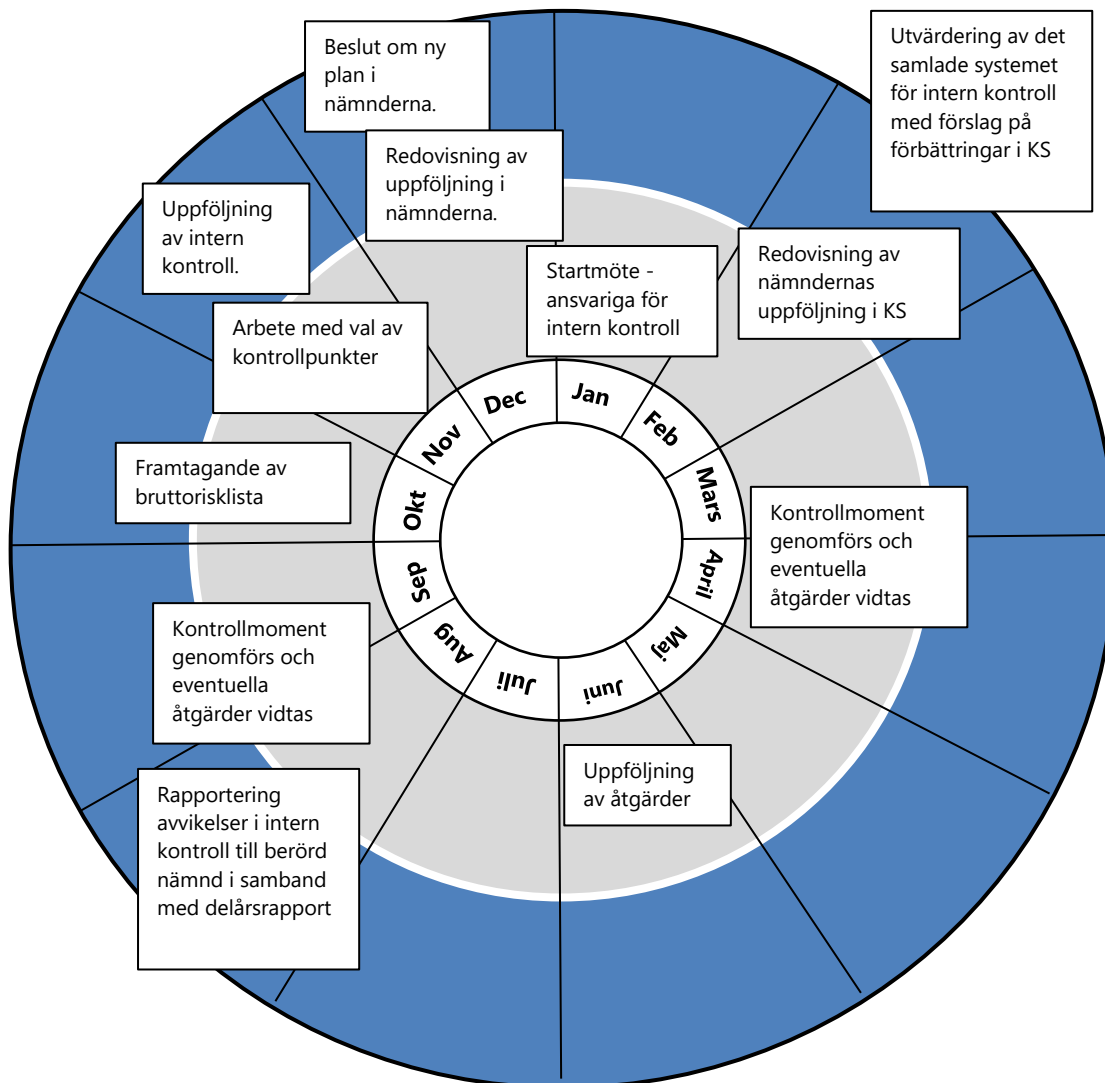 Beslut om ny
plan i
nämnderna.
Utvärdering av det
samlade systemet
för intern kontroll
med förslag på
förbättringar i KS
Redovisning av
uppföljning i
nämnderna.
Uppföljning
av intern
kontroll.
Startmöte -
ansvariga för
intern kontroll
Redovisning av
nämndernas
uppföljning i KS
Arbete med val av
kontrollpunkter
Jan
Feb
Mars
April
Maj
Juni
Juli
Aug
Sep
Okt
Nov
Dec
Framtagande av
bruttorisklista
Kontrollmoment
genomförs och
eventuella
åtgärder vidtas
Kontrollmoment
genomförs och
eventuella
åtgärder vidtas
Uppföljning
av åtgärder
Rapportering
avvikelser i intern
kontroll till berörd
nämnd i samband
med delårsrapport